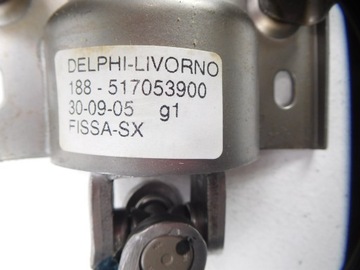 DELPHI-LIVORNO
188 - 517053900
30-09-05 g1
FISSA-SX